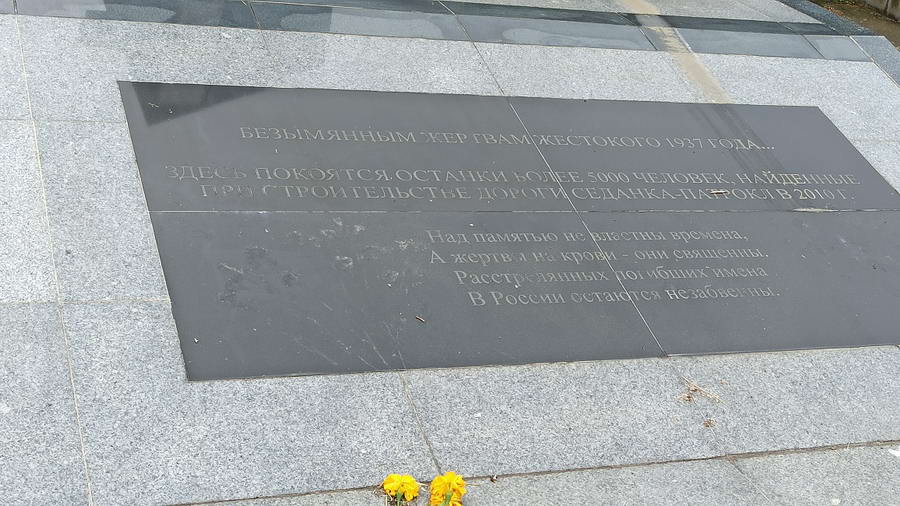 БЕЗЫМЯННЫМ ЖЕРТВАМ ЖЕСТОКОГО 1937 ГОДА...
ЗДЕСЬ ПОКОЯТСЯ ОСТАНКИ БОЛЕЕ 5000 ЧЕЛОВЕК, НАЙДЕННЫЕ
ПРИ СТРОИТЕЛЬСТВЕ ДОРОГИ СЕДАНКА-ПАТРОКЛ В 2010 Г.
Над памятью не властны времена,
А жертвы на крови - они священны.
Расстрелянных погибших имена
В России остаются незабвенны.